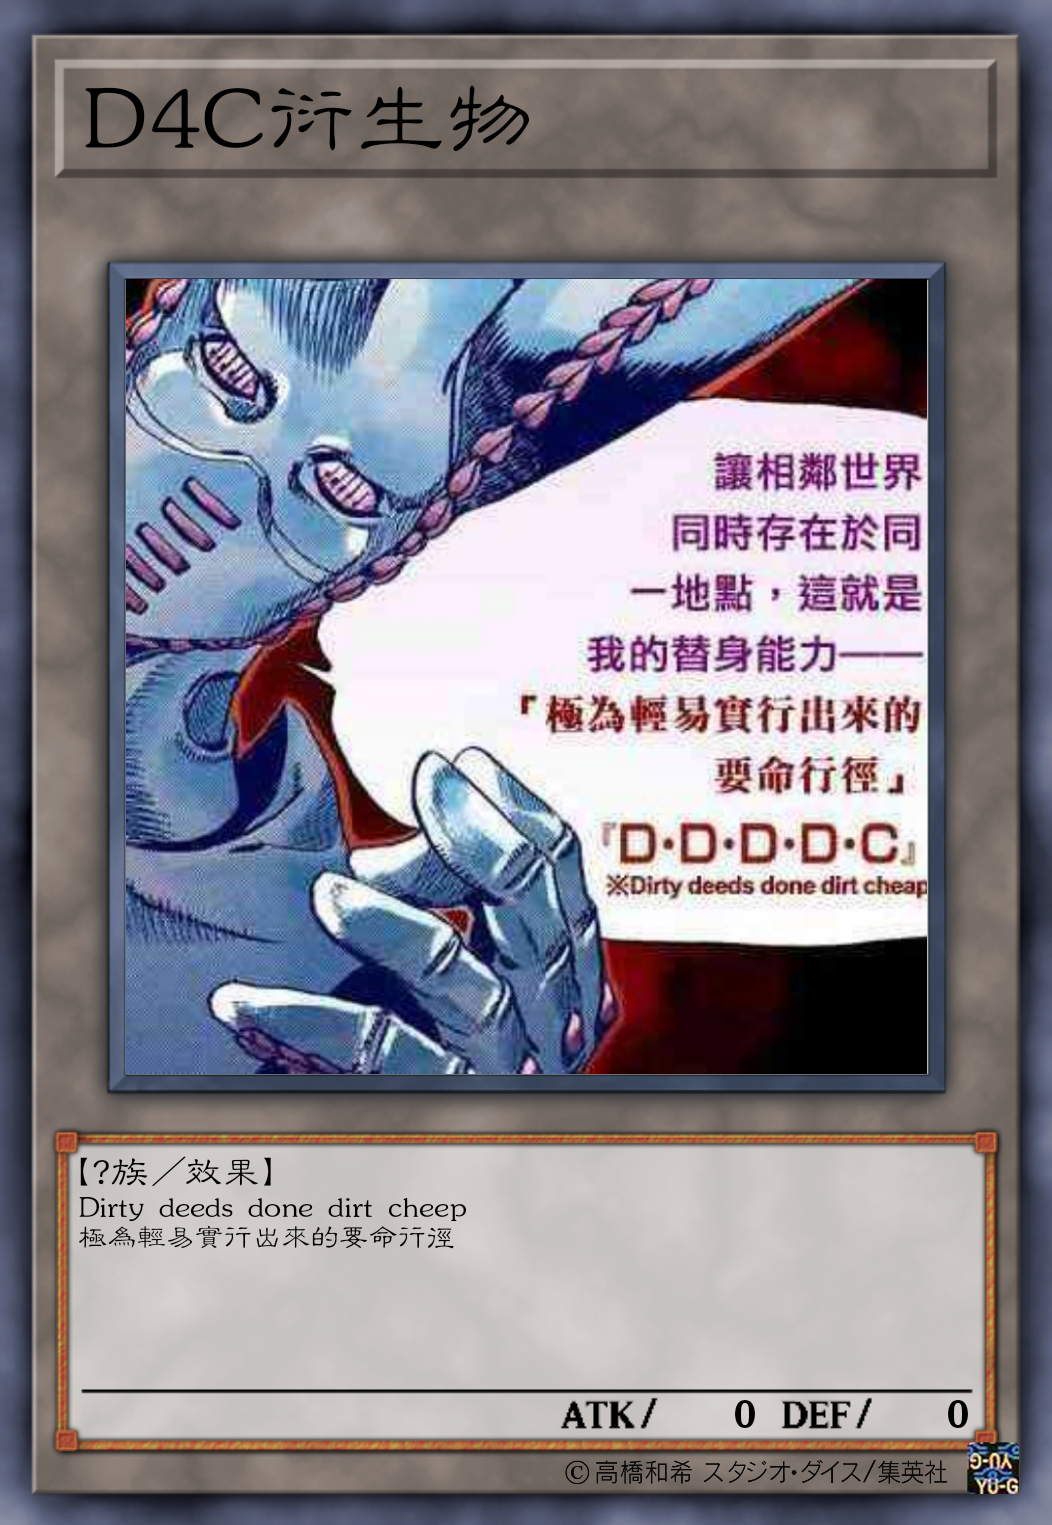 D4C衍生物
讓相鄰世界
同時存在於同
一地點，這就是
我的替身能力——
「極為輕易實行出來的
要命行徑」
『D·D·D·D·C』
※Dirty deeds done dirt cheap
【?族／效果】
Dirty deeds done dirt cheep
極為輕易實行出來的要命行徑
ATK/ 0 DEF/ 0
©高橋和希 スタジオ·ダイス/集英社
YU-G
YU-G